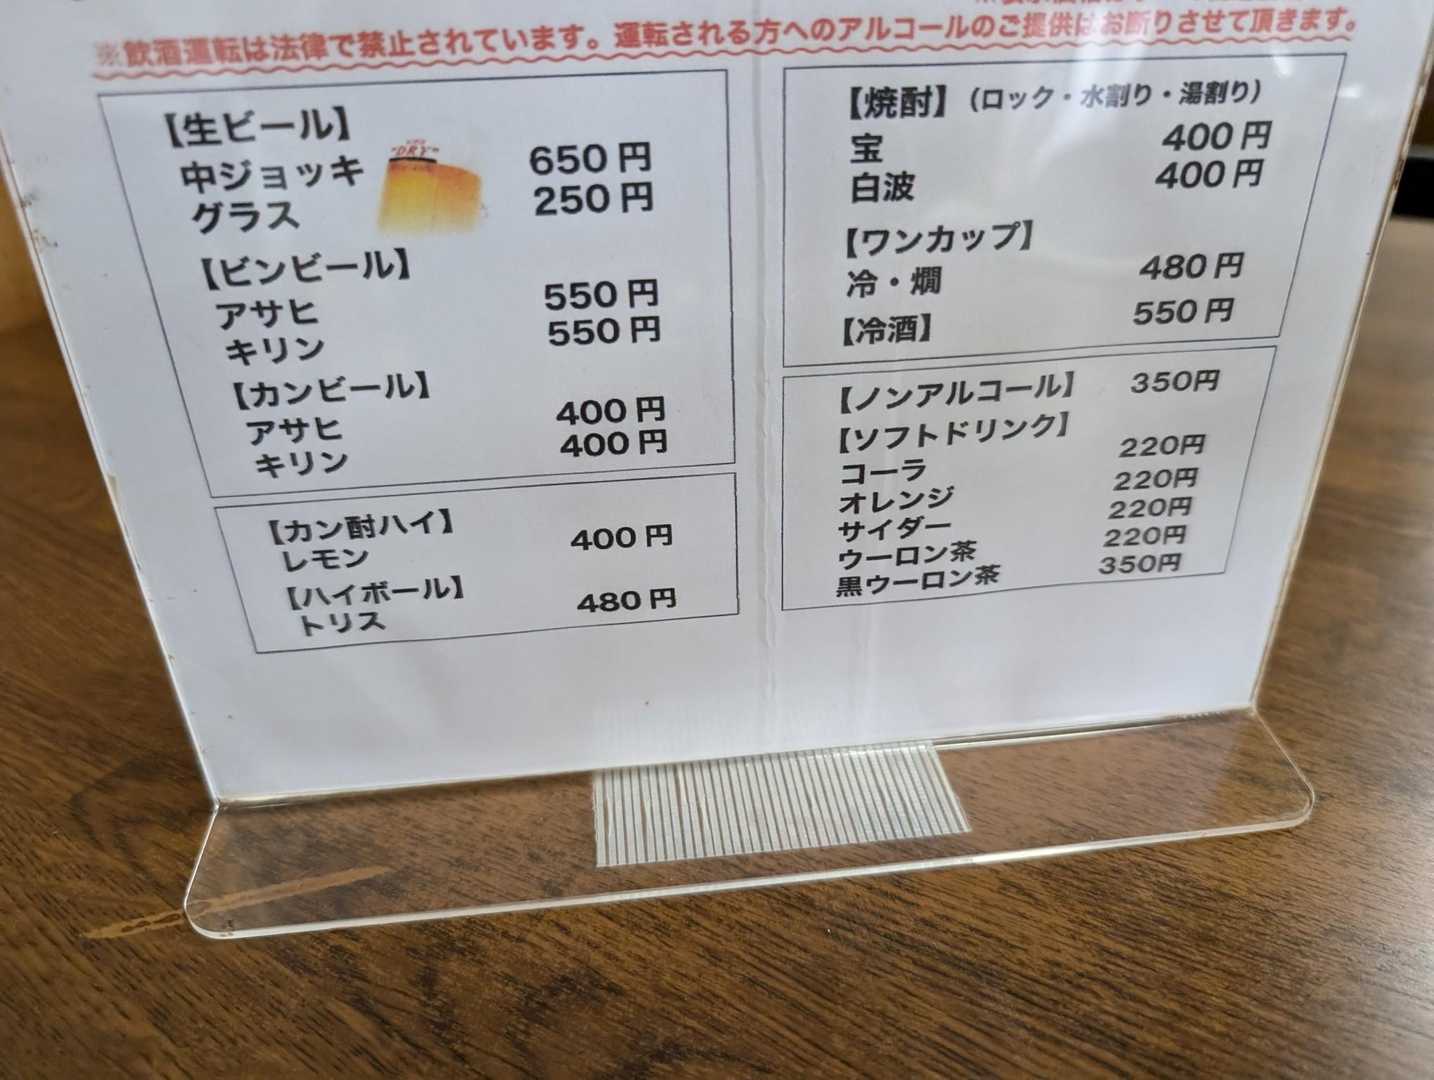 ※飲酒運転は法律で禁止されています。運転される方へのアルコールのご提供はお断りさせて頂きます。
【生ビール】
中ジョッキ 650円
グラス 250円
"DRY"
【ビンビール】
アサヒ 550円
キリン 550円
【カンビール】
アサヒ 400円
キリン 400円
【カン酎ハイ】
レモン 400円
【ハイボール】
トリス 480円
【焼酎】（ロック・水割り・湯割り）
宝 400円
白波 400円
【ワンカップ】
冷・燗 480円
【冷酒】 550円
【ノンアルコール】 350円
【ソフトドリンク】
コーラ 220円
オレンジ 220円
サイダー 220円
ウーロン茶 220円
黒ウーロン茶 350円